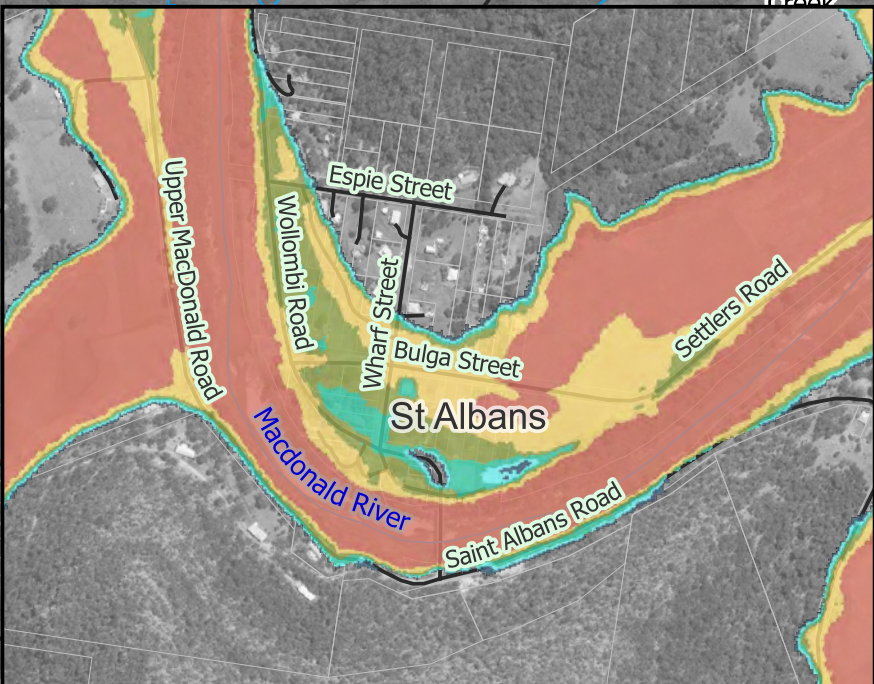 Creek
Espie Street
Upper MacDonald Road
Wollombi Road
Wharf Street
Settlers Road
Bulga Street
St Albans
Macdonald River
Saint Albans Road